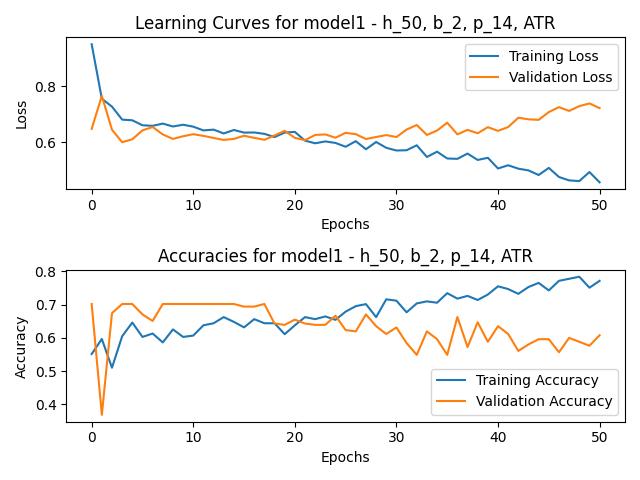 Learning Curves for model1 - h_50, b_2, p_14, ATR
Training Loss
Validation Loss
0.8
0.6
Loss
0 10 20 30 40 50
Epochs
Accuracies for model1 - h_50, b_2, p_14, ATR
0.8
0.7
0.6
0.5
0.4
Accuracy
Training Accuracy
Validation Accuracy
0 10 20 30 40 50
Epochs